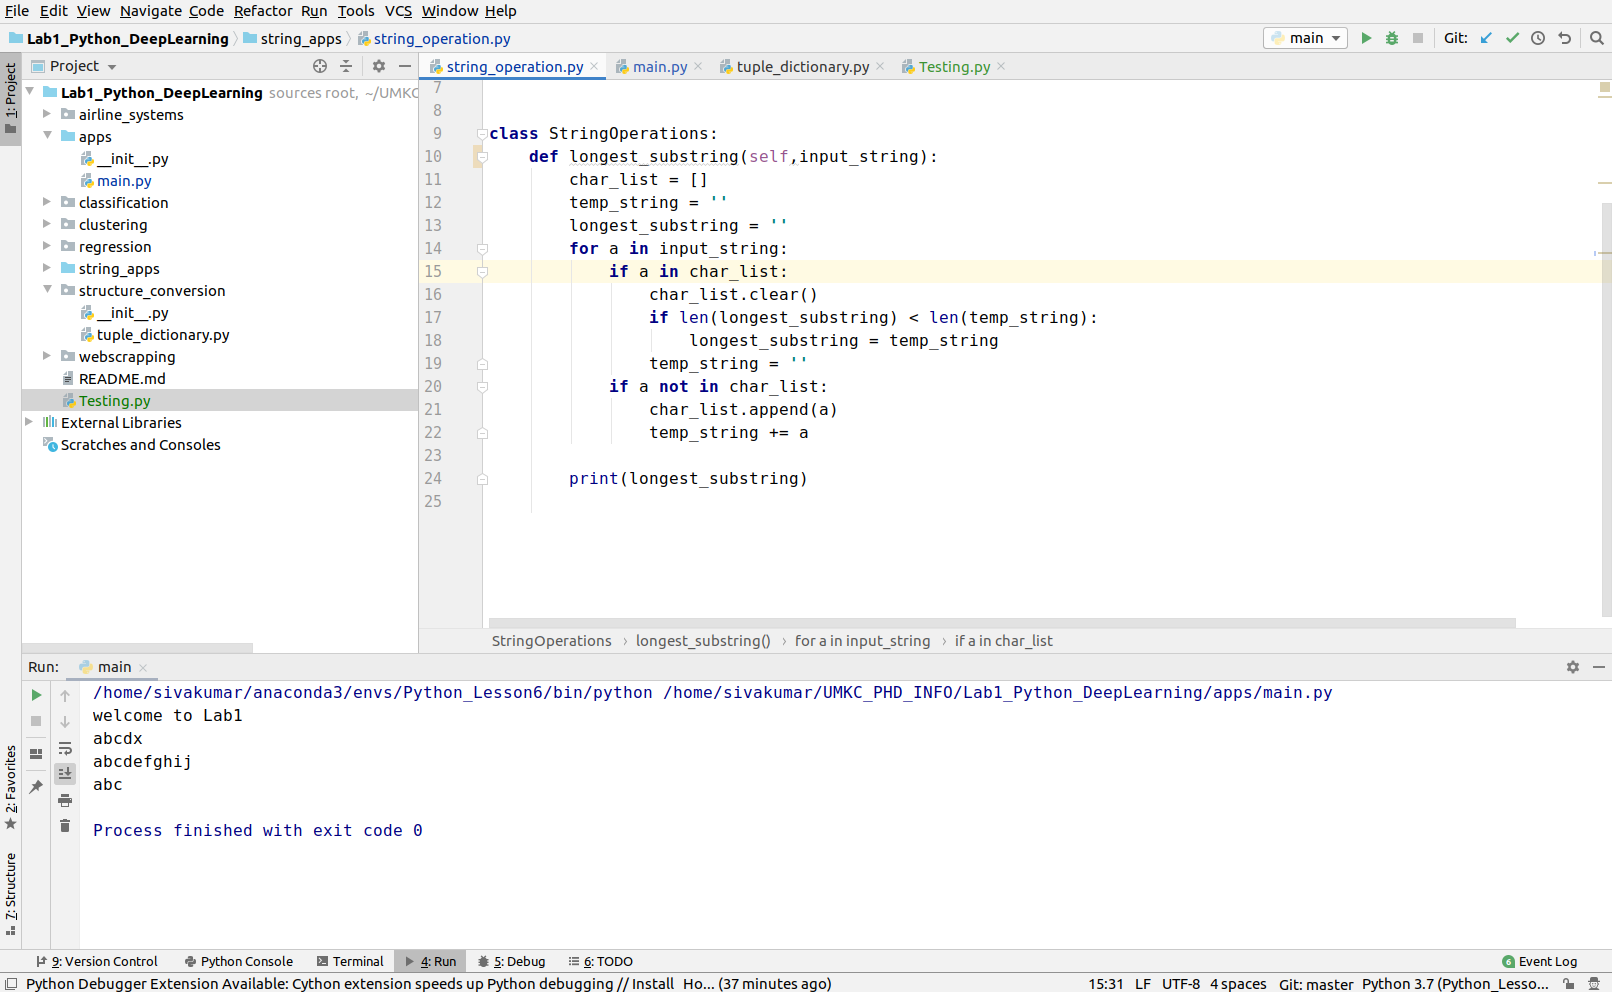 File Edit View Navigate Code Refactor Run Tools VCS Window Help
Lab1_Python_DeepLearning string_apps string_operation.py
main Git:
1: Project
Project
string_operation.py main.py tuple_dictionary.py Testing.py
Lab1_Python_DeepLearning sources root, ~/UMKC
airline_systems
apps
__init__.py
main.py
classification
clustering
regression
string_apps
structure_conversion
__init__.py
tuple_dictionary.py
webscrapping
README.md
Testing.py
External Libraries
Scratches and Consoles
7
8
9 class StringOperations:
10 def longest_substring(self,input_string):
11 char_list = []
12 temp_string = ''
13 longest_substring = ''
14 for a in input_string:
15 if a in char_list:
16 char_list.clear()
17 if len(longest_substring) < len(temp_string):
18 longest_substring = temp_string
19 temp_string = ''
20 if a not in char_list:
21 char_list.append(a)
22 temp_string += a
23
24 print(longest_substring)
25
StringOperations › longest_substring() › for a in input_string › if a in char_list
Run: main
/home/sivakumar/anaconda3/envs/Python_Lesson6/bin/python /home/sivakumar/UMKC_PHD_INFO/Lab1_Python_DeepLearning/apps/main.py
welcome to Lab1
abcdx
abcdefghij
abc
Process finished with exit code 0
2: Favorites
7: Structure
9: Version Control Python Console Terminal 4: Run 5: Debug 6: TODO 6 Event Log
Python Debugger Extension Available: Cython extension speeds up Python debugging // Install Ho... (37 minutes ago) 15:31 LF UTF-8 4 spaces Git: master Python 3.7 (Python_Lesso...